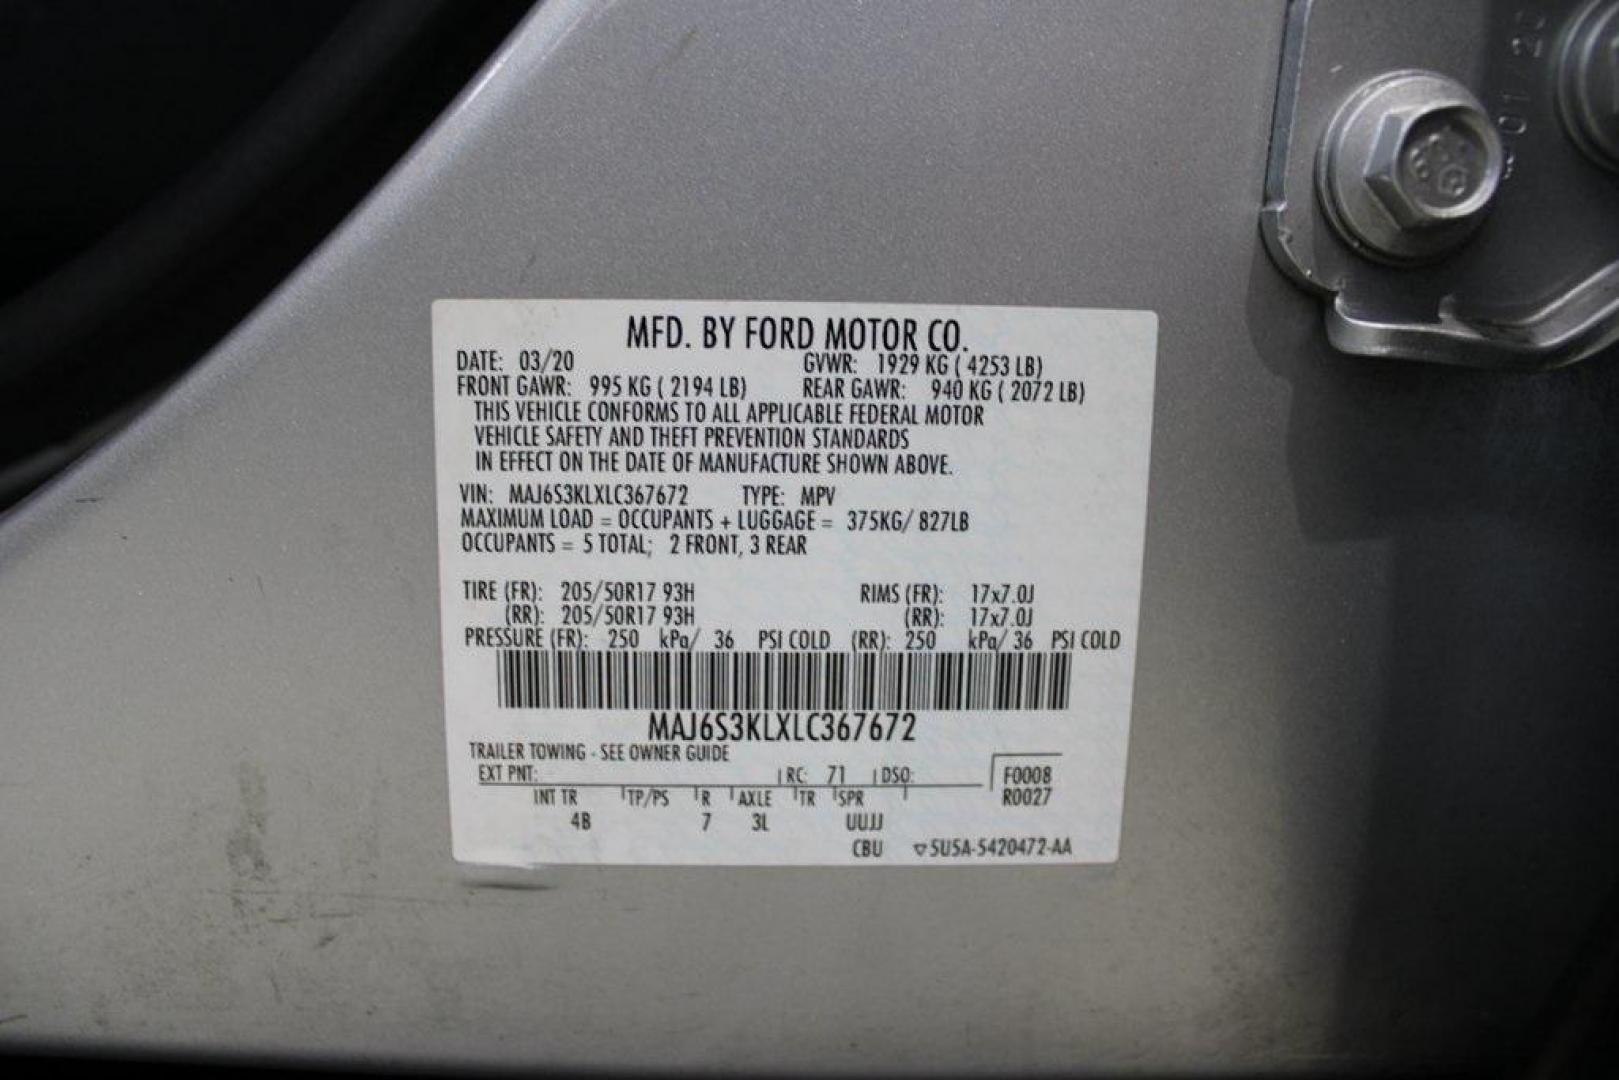 MFD. BY FORD MOTOR CO.
DATE: 03/20 GVWR: 1929 KG ( 4253 LB)
FRONT GAWR: 995 KG ( 2194 LB) REAR GAWR: 940 KG ( 2072 LB)
THIS VEHICLE CONFORMS TO ALL APPLICABLE FEDERAL MOTOR
VEHICLE SAFETY AND THEFT PREVENTION STANDARDS
IN EFFECT ON THE DATE OF MANUFACTURE SHOWN ABOVE.
VIN: MAJ6S3KLXLC367672 TYPE: MPV
MAXIMUM LOAD = OCCUPANTS + LUGGAGE = 375KG/ 827LB
OCCUPANTS = 5 TOTAL; 2 FRONT, 3 REAR
TIRE (FR): 205/50R17 93H RIMS (FR): 17x7.0J
(RR): 205/50R17 93H (RR): 17x7.0J
PRESSURE (FR): 250 kPa/ 36 PSI COLD (RR): 250 kPa/ 36 PSI COLD
MAJ6S3KLXLC367672
TRAILER TOWING - SEE OWNER GUIDE
EXT PNT: RC: 71 DSO: F0008
INT TR TP/PS R AXLE TR SPR R0027
4B 7 3L UUJJ
CBU ▽5U5A-5420472-AA